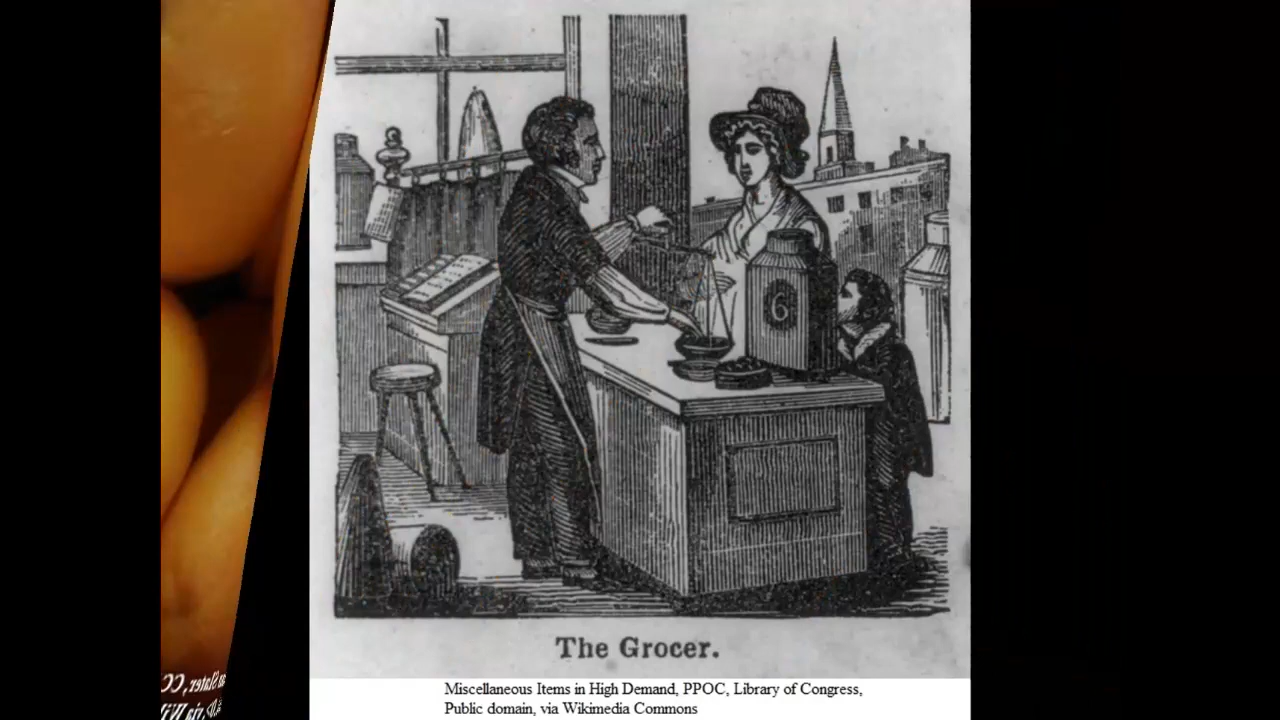 6
The Grocer.
Miscellaneous Items in High Demand, PPOC, Library of Congress,
Public domain, via Wikimedia Commons